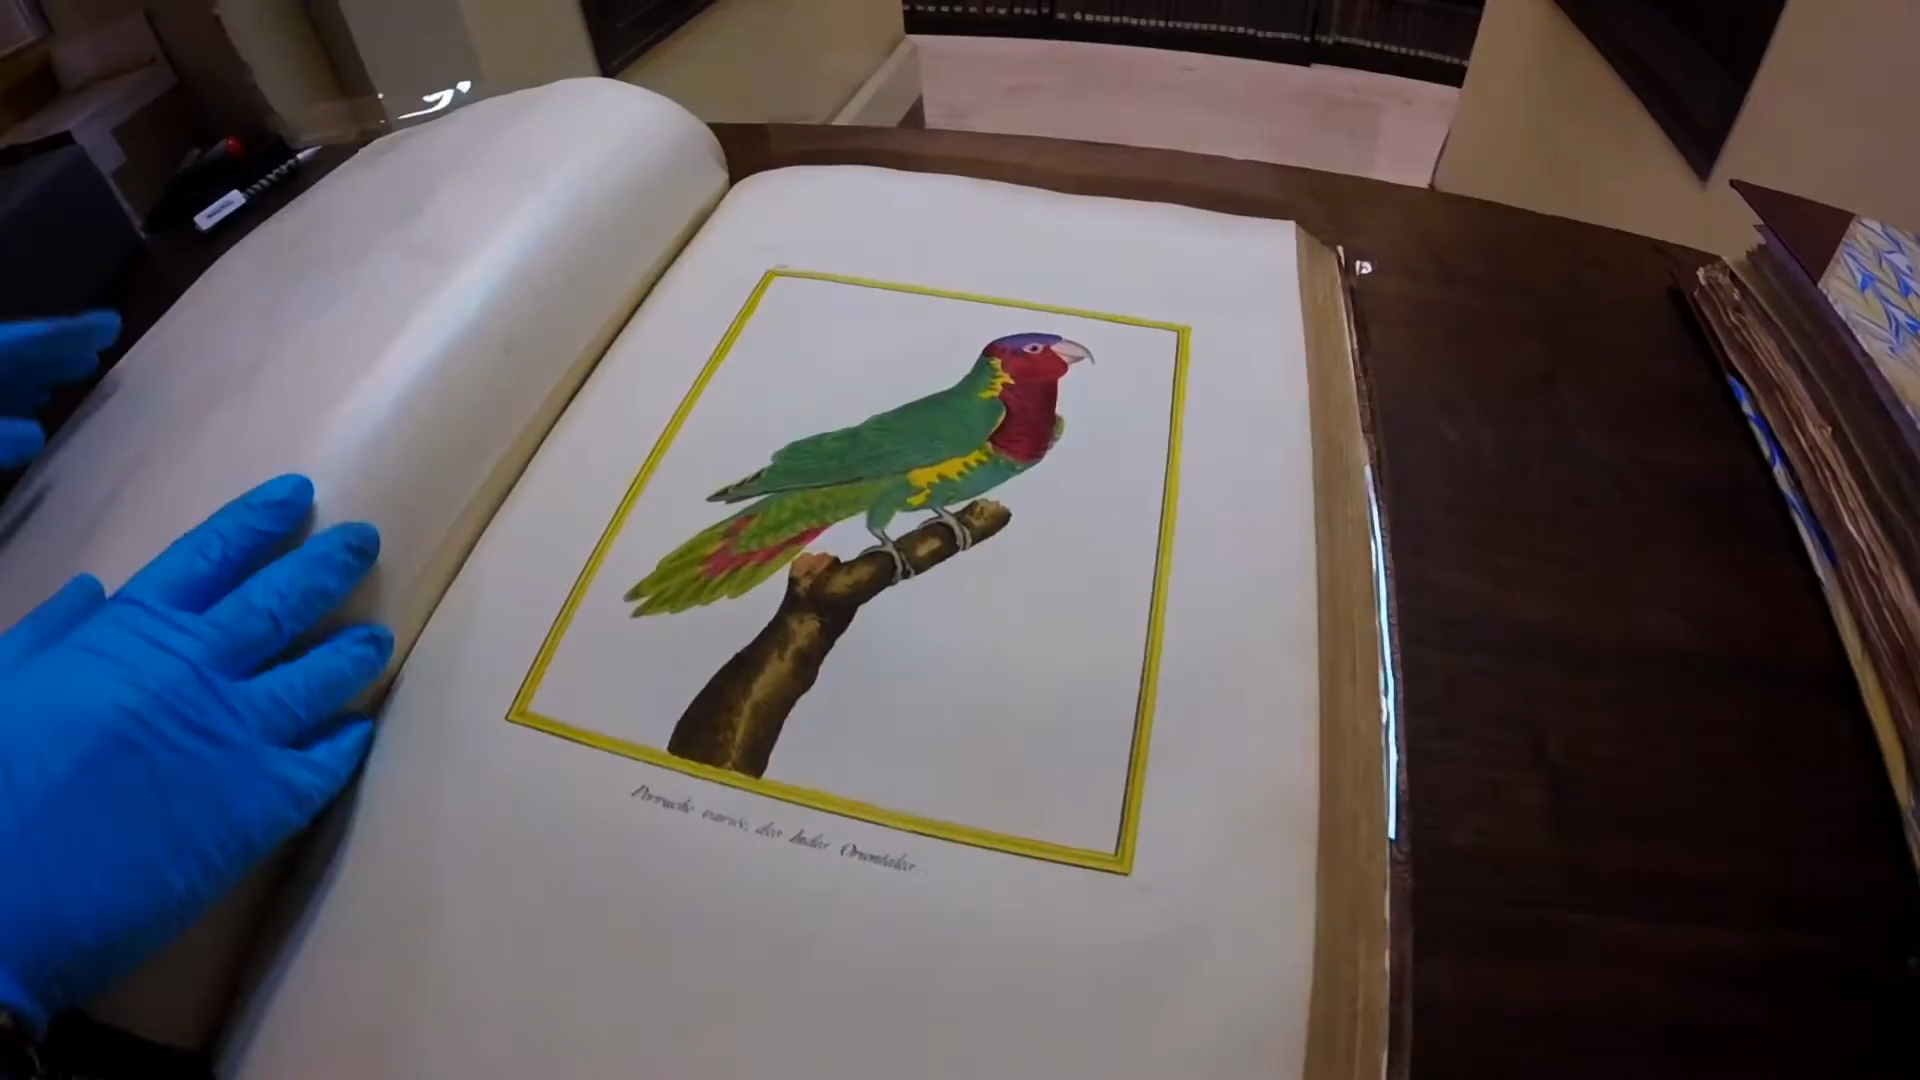 Perruche variée, des Indes Orientales.